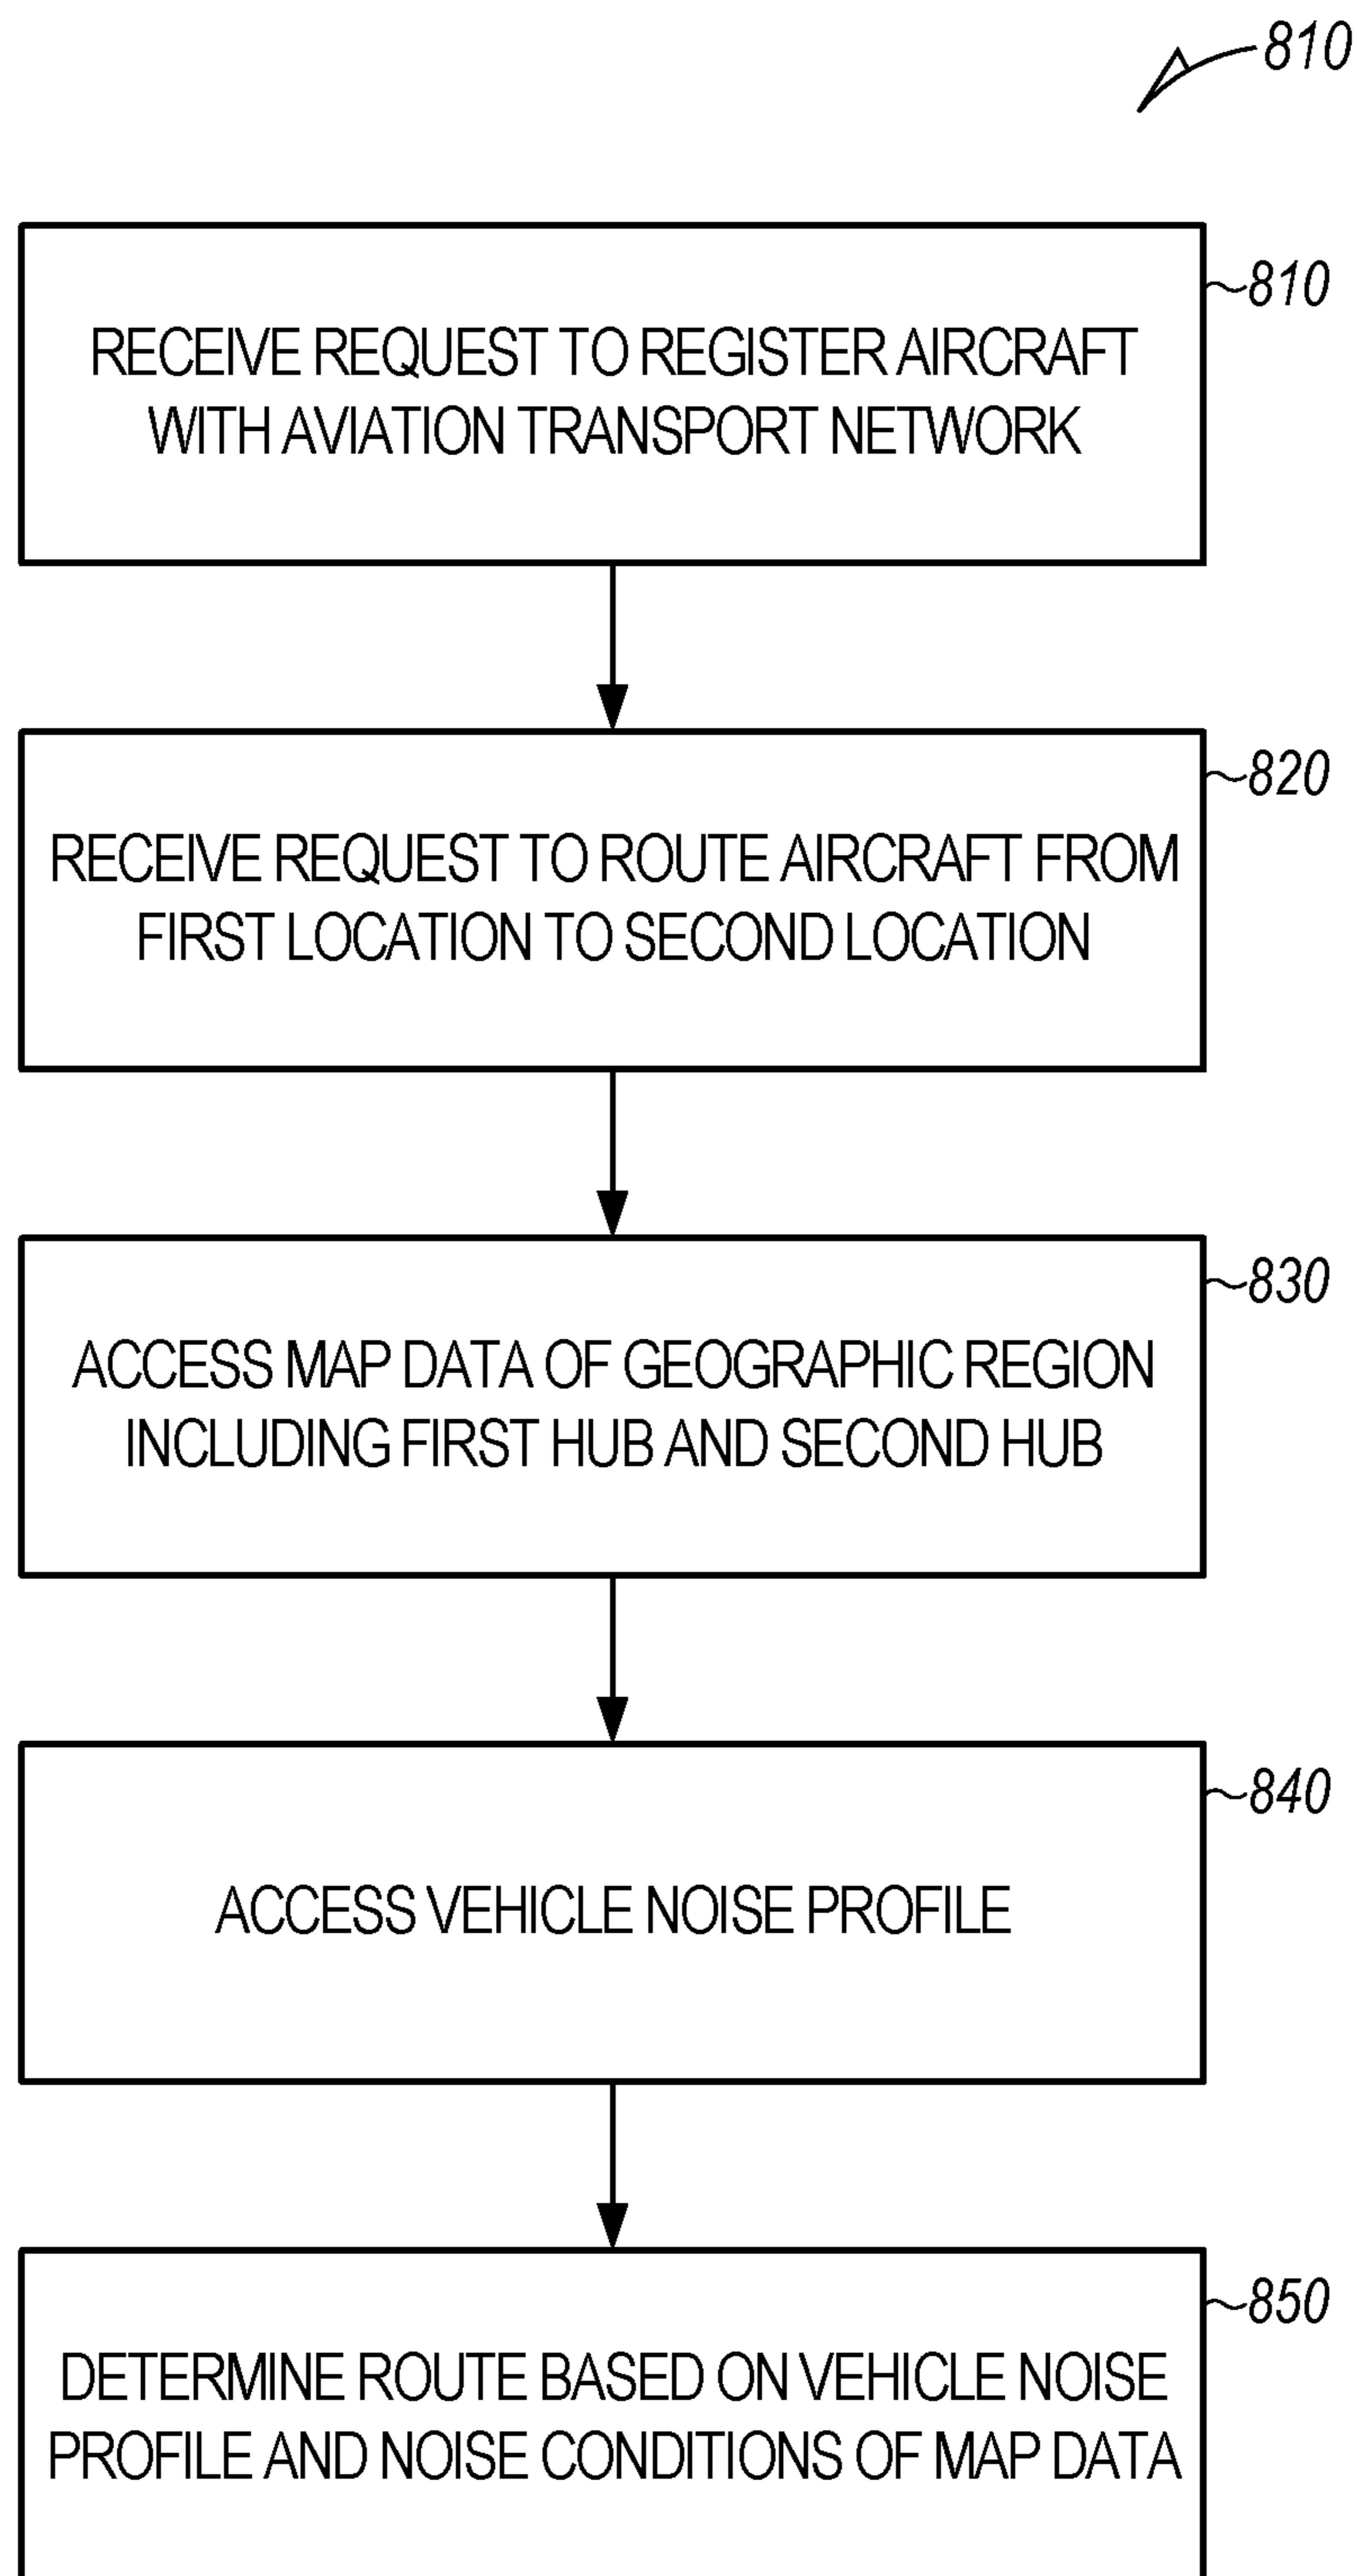 810
810
RECEIVE REQUEST TO REGISTER AIRCRAFT
WITH AVIATION TRANSPORT NETWORK
820
RECEIVE REQUEST TO ROUTE AIRCRAFT FROM
FIRST LOCATION TO SECOND LOCATION
830
ACCESS MAP DATA OF GEOGRAPHIC REGION
INCLUDING FIRST HUB AND SECOND HUB
840
ACCESS VEHICLE NOISE PROFILE
850
DETERMINE ROUTE BASED ON VEHICLE NOISE
PROFILE AND NOISE CONDITIONS OF MAP DATA